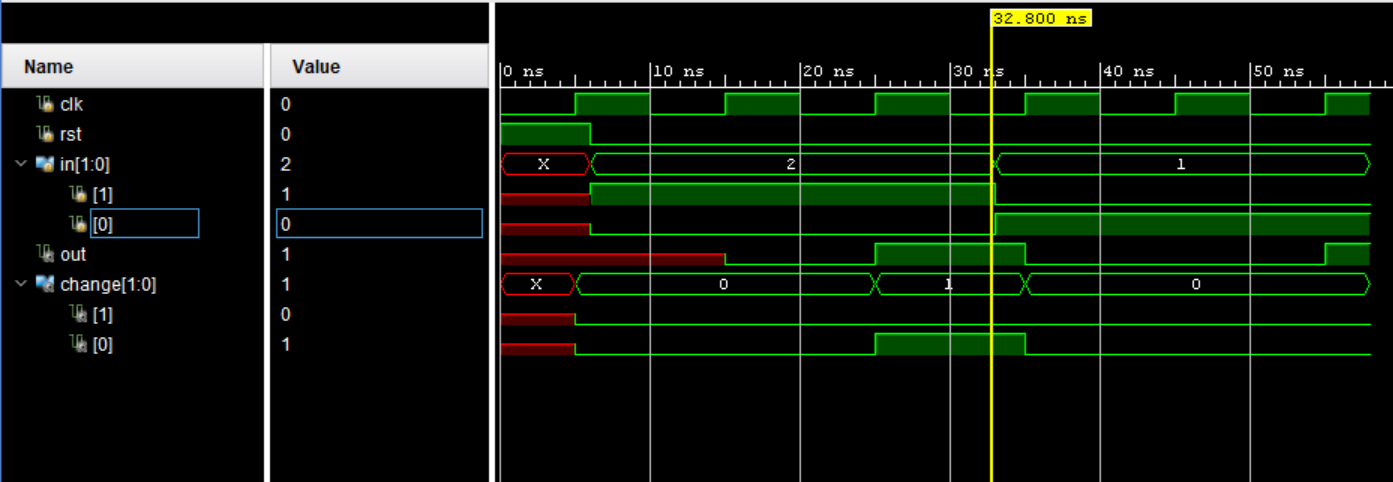 32.800 ns
Name Value
0 ns 10 ns 20 ns 30 ns 40 ns 50 ns
clk 0
rst 0
in[1:0] 2 X 2 1
[1] 1
[0] 0
out 1
change[1:0] 1 X 0 1 0
[1] 0
[0] 1